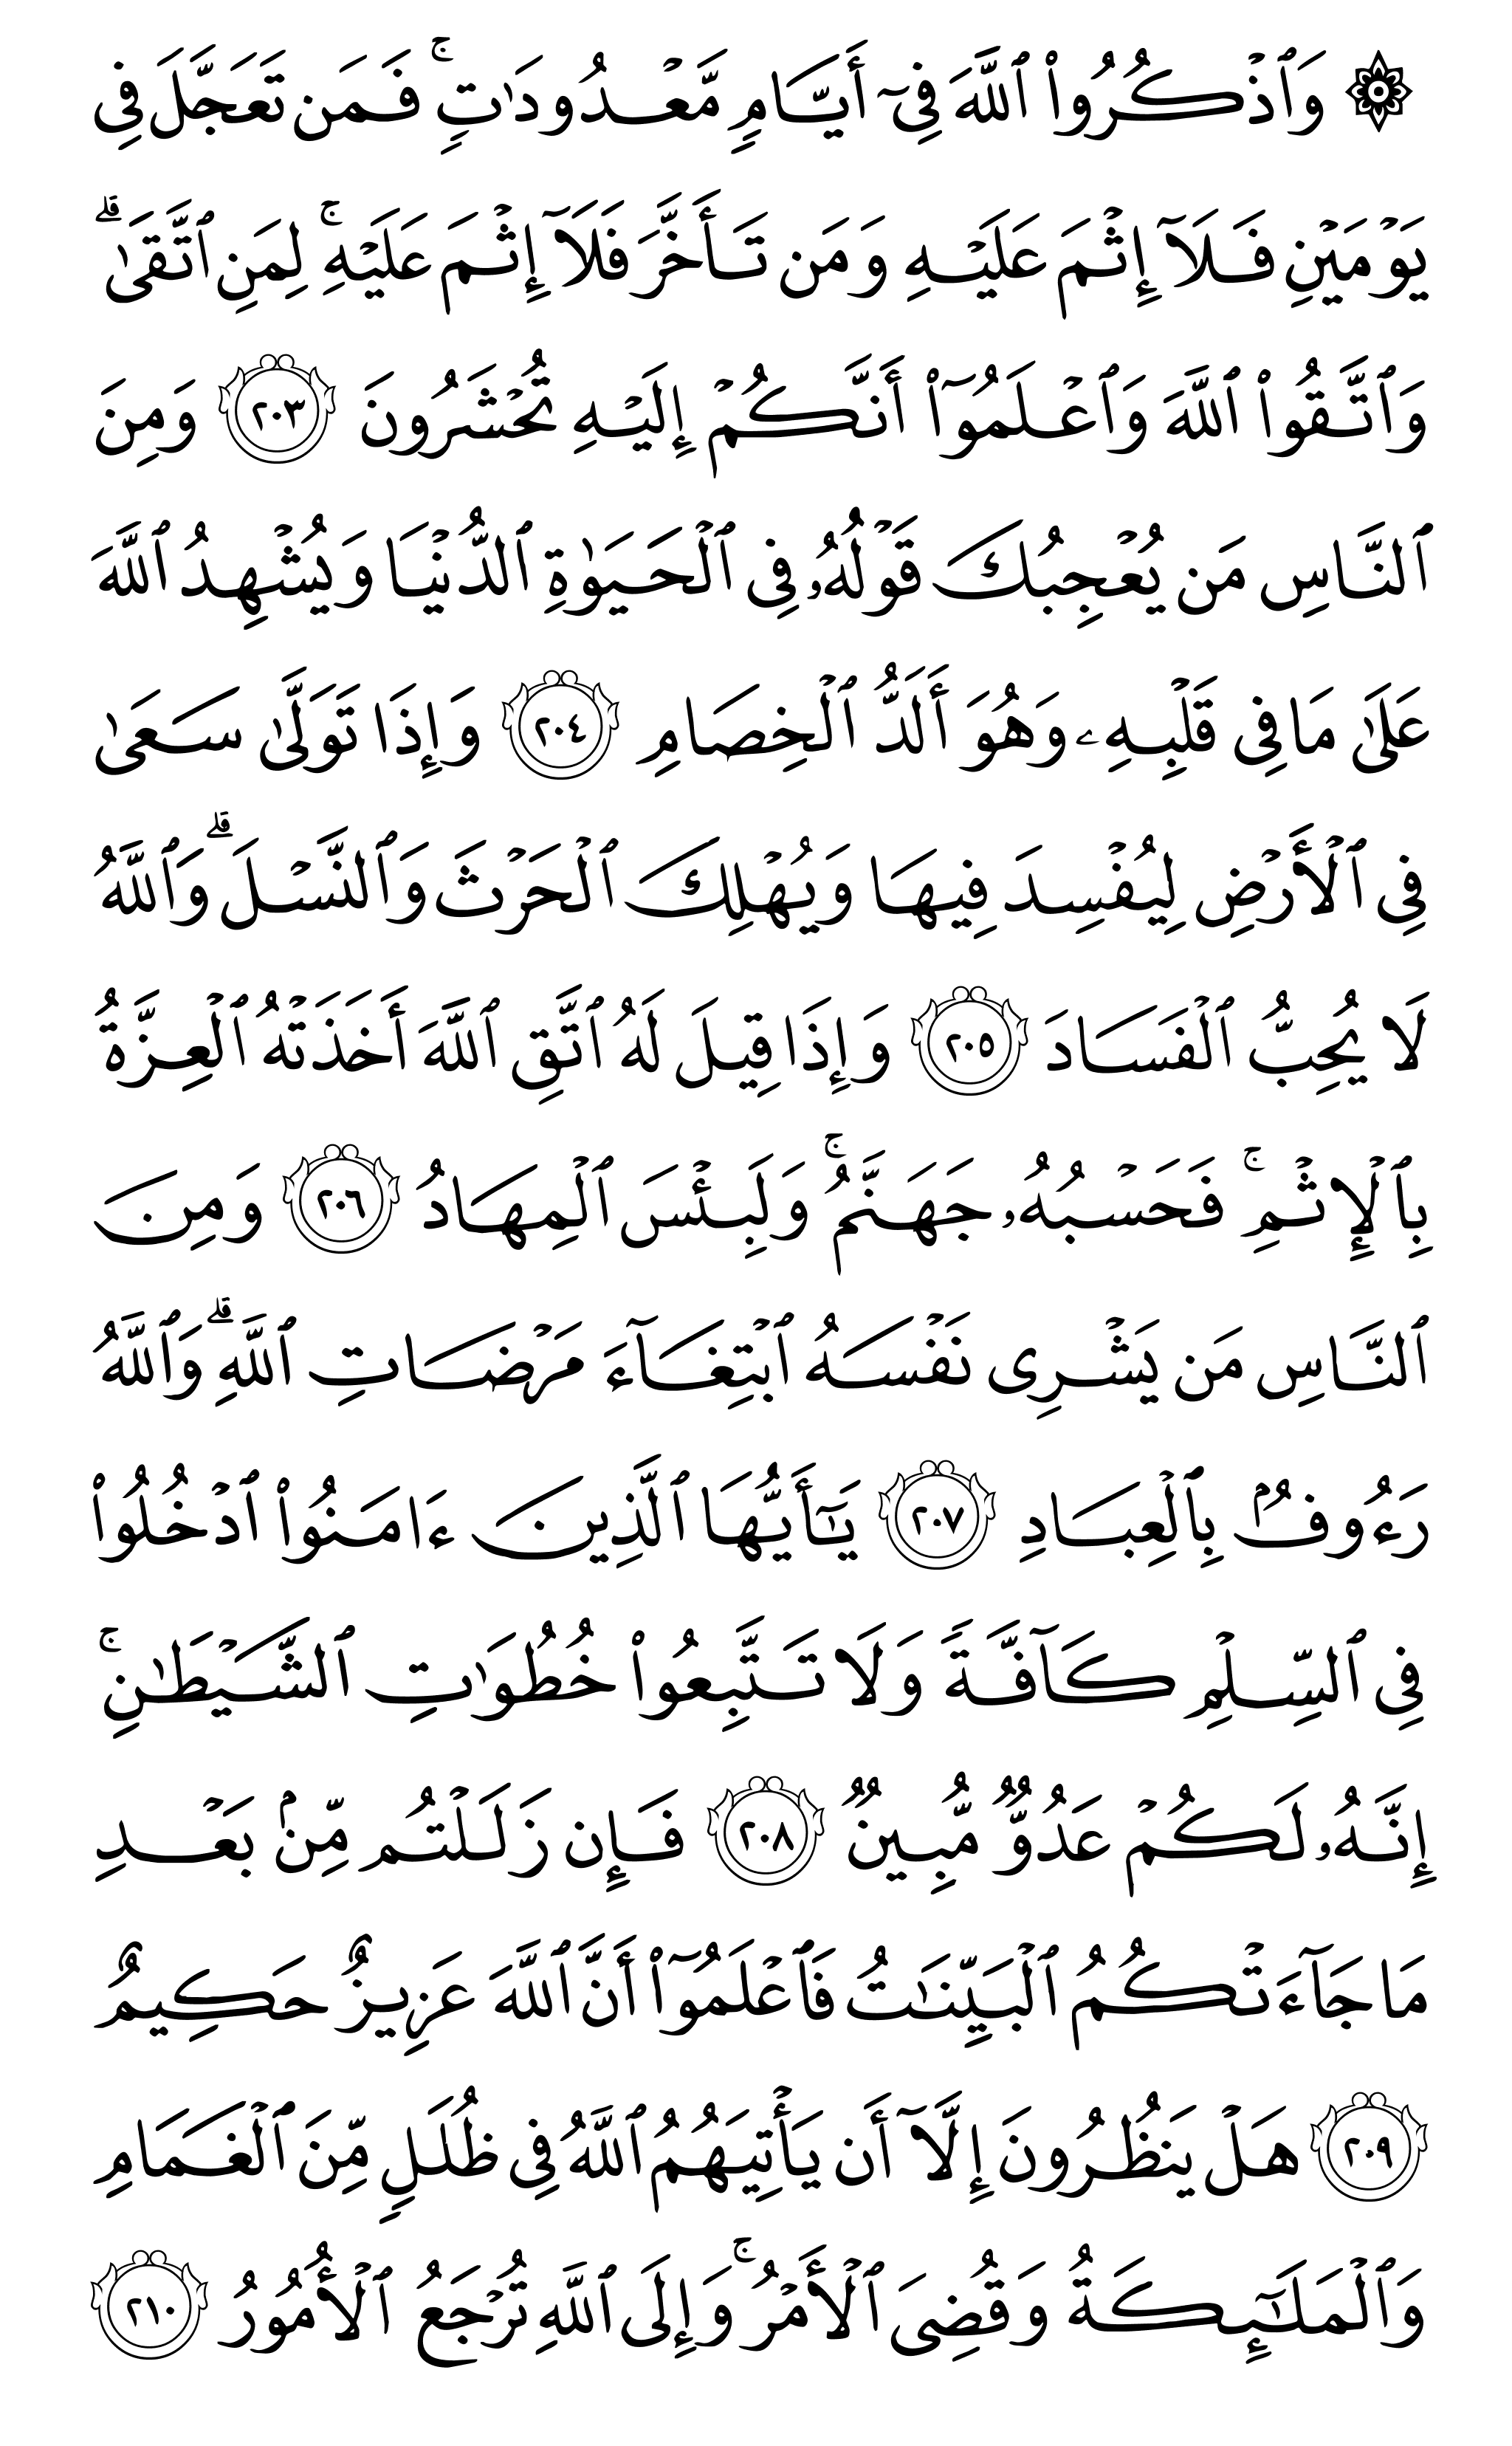 ۞ وَٱذۡكُرُواْ ٱللَّهَ فِيٓ أَيَّامٖ مَّعۡدُودَٰتٖۚ فَمَن تَعَجَّلَ فِي
يَوۡمَيۡنِ فَلَآ إِثۡمَ عَلَيۡهِ وَمَن تَأَخَّرَ فَلَآ إِثۡمَ عَلَيۡهِۚ لِمَنِ ٱتَّقَىٰۗ
وَٱتَّقُواْ ٱللَّهَ وَٱعۡلَمُوٓاْ أَنَّكُمۡ إِلَيۡهِ تُحۡشَرُونَ ٢٠٣ وَمِنَ
ٱلنَّاسِ مَن يُعۡجِبُكَ قَوۡلُهُۥ فِي ٱلۡحَيَوٰةِ ٱلدُّنۡيَا وَيُشۡهِدُ ٱللَّهَ
عَلَىٰ مَا فِي قَلۡبِهِۦ وَهُوَ أَلَدُّ ٱلۡخِصَامِ ٢٠٤ وَإِذَا تَوَلَّىٰ سَعَىٰ
فِي ٱلۡأَرۡضِ لِيُفۡسِدَ فِيهَا وَيُهۡلِكَ ٱلۡحَرۡثَ وَٱلنَّسۡلَۗ وَٱللَّهُ
لَا يُحِبُّ ٱلۡفَسَادَ ٢٠٥ وَإِذَا قِيلَ لَهُ ٱتَّقِ ٱللَّهَ أَخَذَتۡهُ ٱلۡعِزَّةُ
بِٱلۡإِثۡمِۚ فَحَسۡبُهُۥ جَهَنَّمُۚ وَلَبِئۡسَ ٱلۡمِهَادُ ٢٠٦ وَمِنَ
ٱلنَّاسِ مَن يَشۡرِي نَفۡسَهُ ٱبۡتِغَآءَ مَرۡضَاتِ ٱللَّهِۗ وَٱللَّهُ
رَءُوفُۢ بِٱلۡعِبَادِ ٢٠٧ يَٰٓأَيُّهَا ٱلَّذِينَ ءَامَنُواْ ٱدۡخُلُواْ
فِي ٱلسِّلۡمِ كَآفَّةٗ وَلَا تَتَّبِعُواْ خُطُوَٰتِ ٱلشَّيۡطَٰنِۚ
إِنَّهُۥ لَكُمۡ عَدُوّٞ مُّبِينٞ ٢٠٨ فَإِن زَلَلۡتُم مِّنۢ بَعۡدِ
مَا جَآءَتۡكُمُ ٱلۡبَيِّنَٰتُ فَٱعۡلَمُوٓاْ أَنَّ ٱللَّهَ عَزِيزٌ حَكِيمٌ
٢٠٩ هَلۡ يَنظُرُونَ إِلَّآ أَن يَأۡتِيَهُمُ ٱللَّهُ فِي ظُلَلٖ مِّنَ ٱلۡغَمَامِ
وَٱلۡمَلَٰٓئِكَةُ وَقُضِيَ ٱلۡأَمۡرُۚ وَإِلَى ٱللَّهِ تُرۡجَعُ ٱلۡأُمُورُ ٢١٠